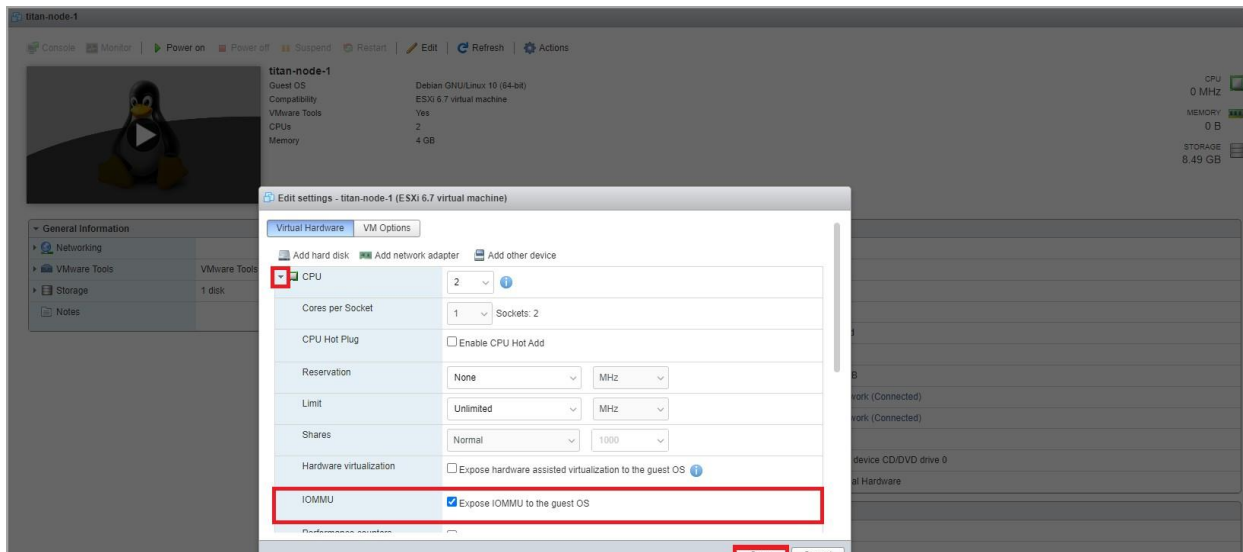 titan-node-1
Console Monitor Power on Power off Suspend Restart Edit Refresh Actions
titan-node-1
Guest OS Debian GNU/Linux 10 (64-bit)
Compatibility ESXi 6.7 virtual machine
VMware Tools Yes
CPUs 2
Memory 4 GB
CPU
0 MHz
MEMORY
0 B
STORAGE
8.49 GB
General Information
Networking
VMware Tools VMware Tools
Storage 1 disk
Notes
Edit settings - titan-node-1 (ESXi 6.7 virtual machine)
Virtual Hardware VM Options
Add hard disk Add network adapter Add other device
CPU 2
Cores per Socket 1 Sockets: 2
CPU Hot Plug Enable CPU Hot Add
Reservation None MHz
Limit Unlimited MHz
Shares Normal 1000
Hardware virtualization Expose hardware assisted virtualization to the guest OS
IOMMU Expose IOMMU to the guest OS
Performance counters
B
work (Connected)
work (Connected)
device CD/DVD drive 0
al Hardware